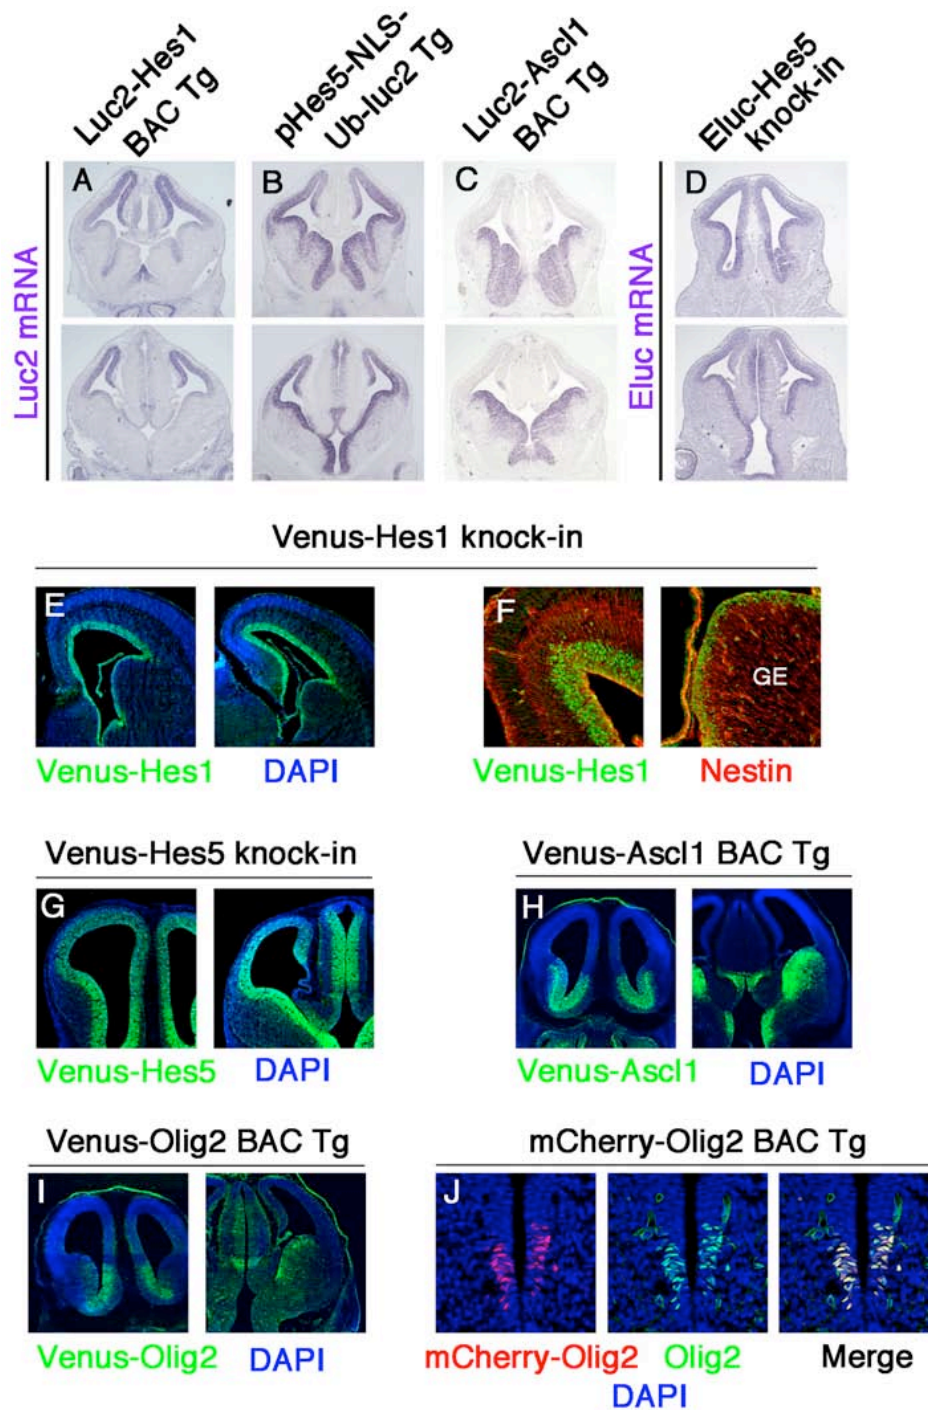 Luc2-Hes1
BAC Tg
pHes5-NLS-
Ub-luc2 Tg
Luc2-Ascl1
BAC Tg
Eluc-Hes5
knock-in
Luc2 mRNA
A
B
C
Eluc mRNA
D
Venus-Hes1 knock-in
E
F
GE
Venus-Hes1 DAPI
Venus-Hes1 Nestin
Venus-Hes5 knock-in
Venus-Ascl1 BAC Tg
G
H
Venus-Hes5 DAPI
Venus-Ascl1 DAPI
Venus-Olig2 BAC Tg
mCherry-Olig2 BAC Tg
I
J
Venus-Olig2 DAPI
mCherry-Olig2 Olig2 Merge
DAPI